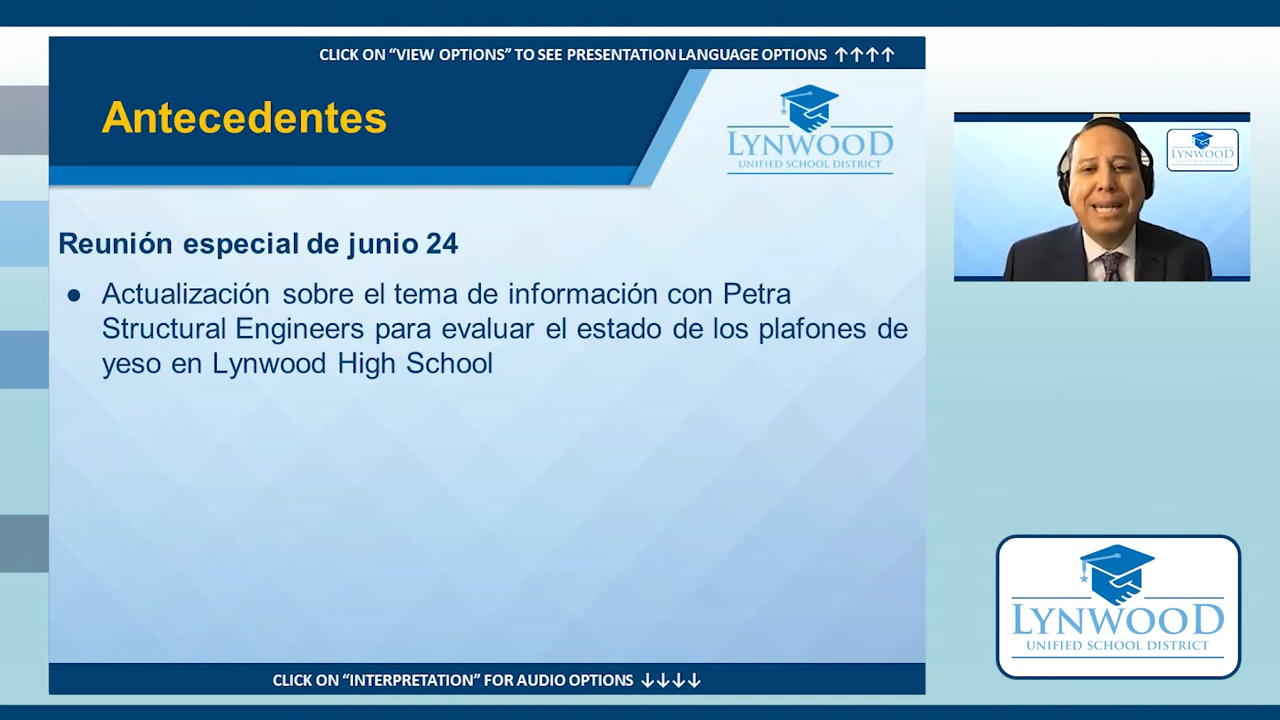 CLICK ON “VIEW OPTIONS” TO SEE PRESENTATION LANGUAGE OPTIONS ↑↑↑↑
Antecedentes
LYNWOOD
UNIFIED SCHOOL DISTRICT
LYNWOOD
Reunión especial de junio 24
● Actualización sobre el tema de información con Petra
Structural Engineers para evaluar el estado de los plafones de
yeso en Lynwood High School
LYNWOOD
UNIFIED SCHOOL DISTRICT
CLICK ON “INTERPRETATION” FOR AUDIO OPTIONS ↓↓↓↓